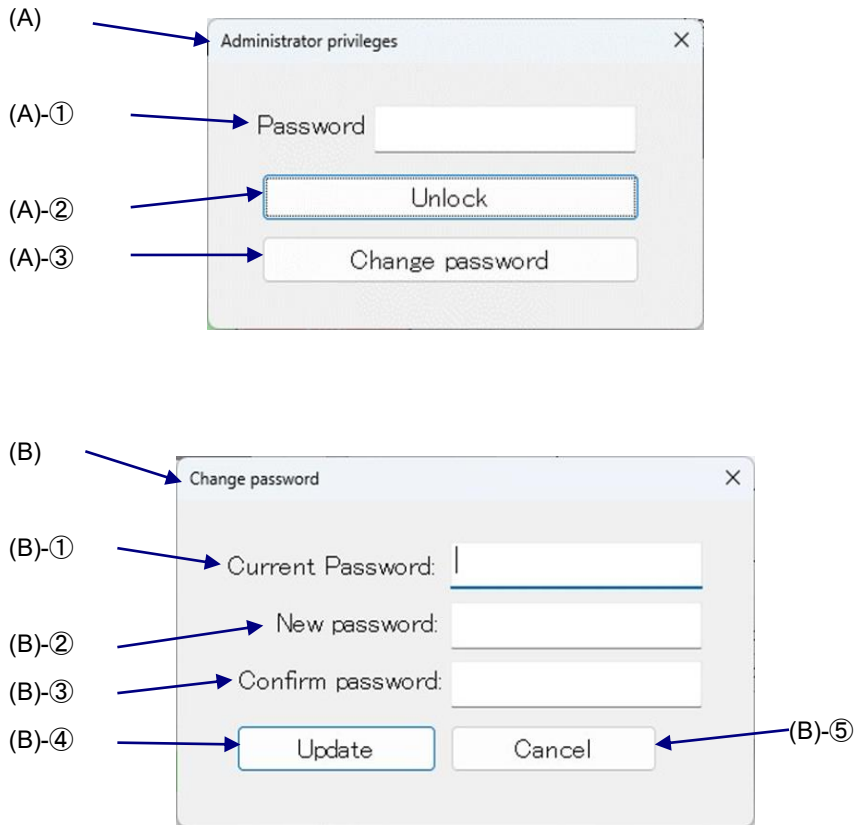 (A)
Administrator privileges
(A)-①
Password
(A)-②
Unlock
(A)-③
Change password
(B)
Change password
(B)-①
Current Password:
(B)-②
New password:
(B)-③
Confirm password:
(B)-④
Update
Cancel
(B)-⑤